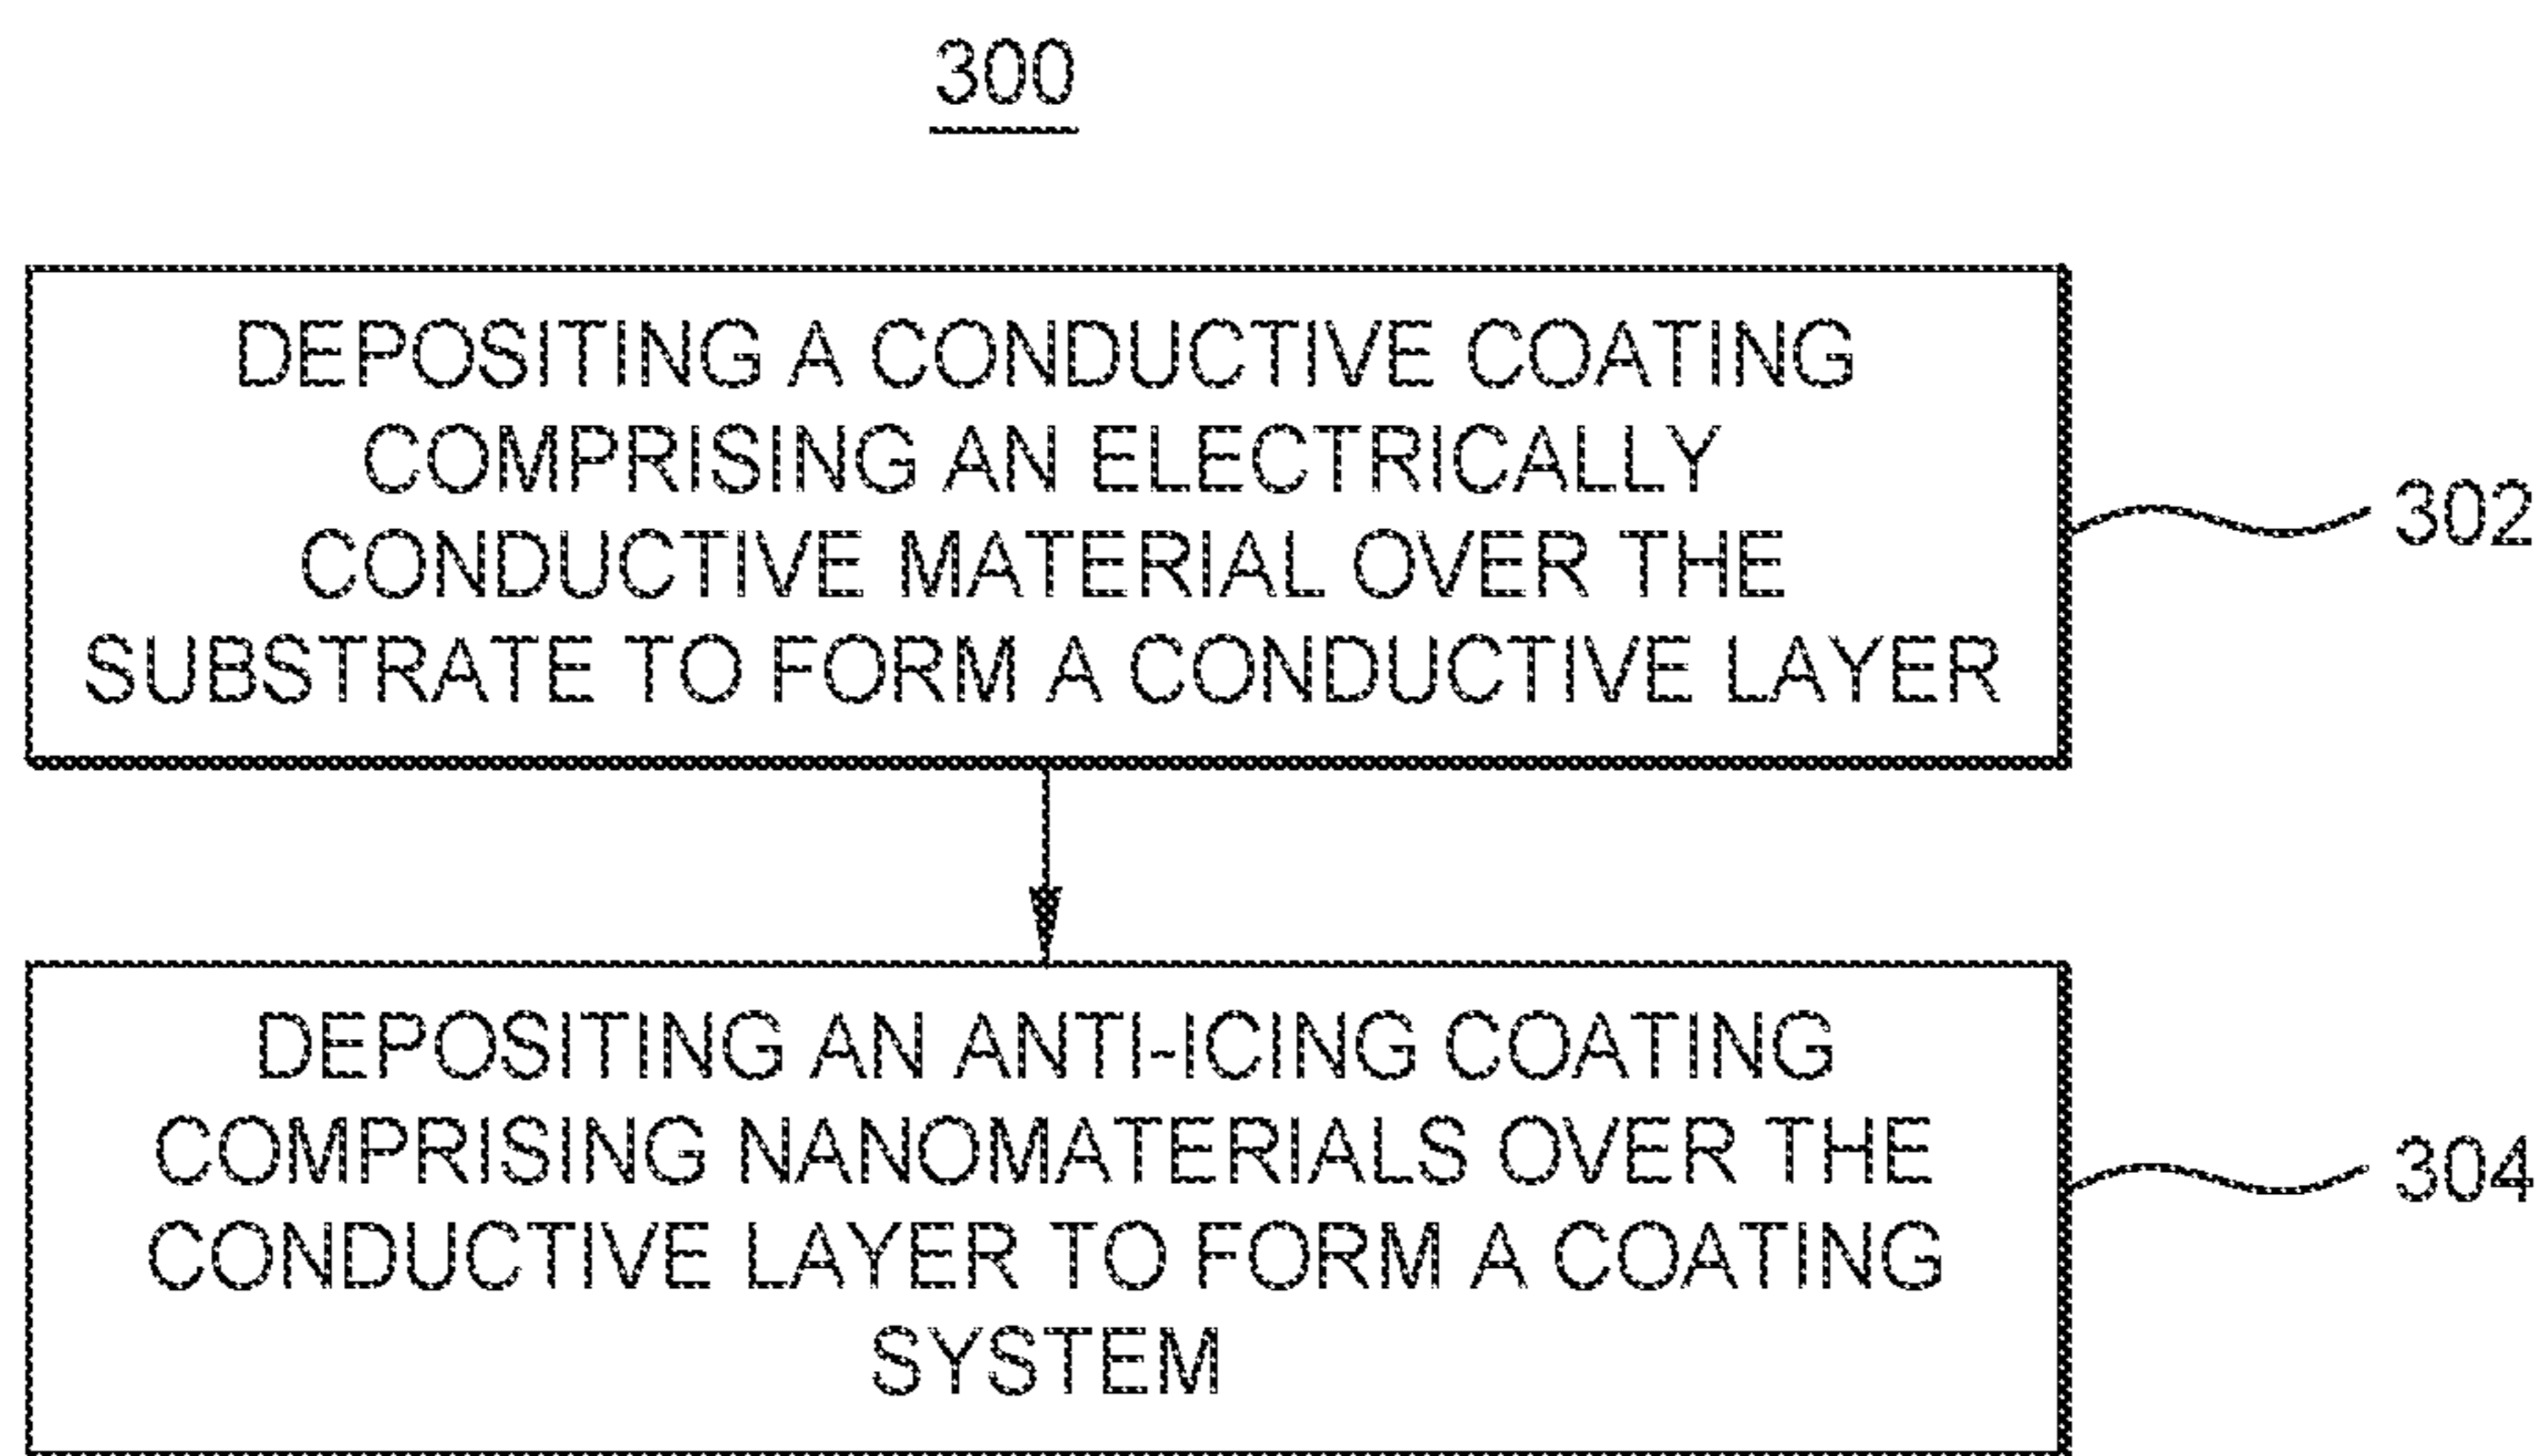 300
DEPOSITING A CONDUCTIVE COATING
COMPRISING AN ELECTRICALLY
CONDUCTIVE MATERIAL OVER THE
SUBSTRATE TO FORM A CONDUCTIVE LAYER
302
DEPOSITING AN ANTI-ICING COATING
COMPRISING NANOMATERIALS OVER THE
CONDUCTIVE LAYER TO FORM A COATING
SYSTEM
304